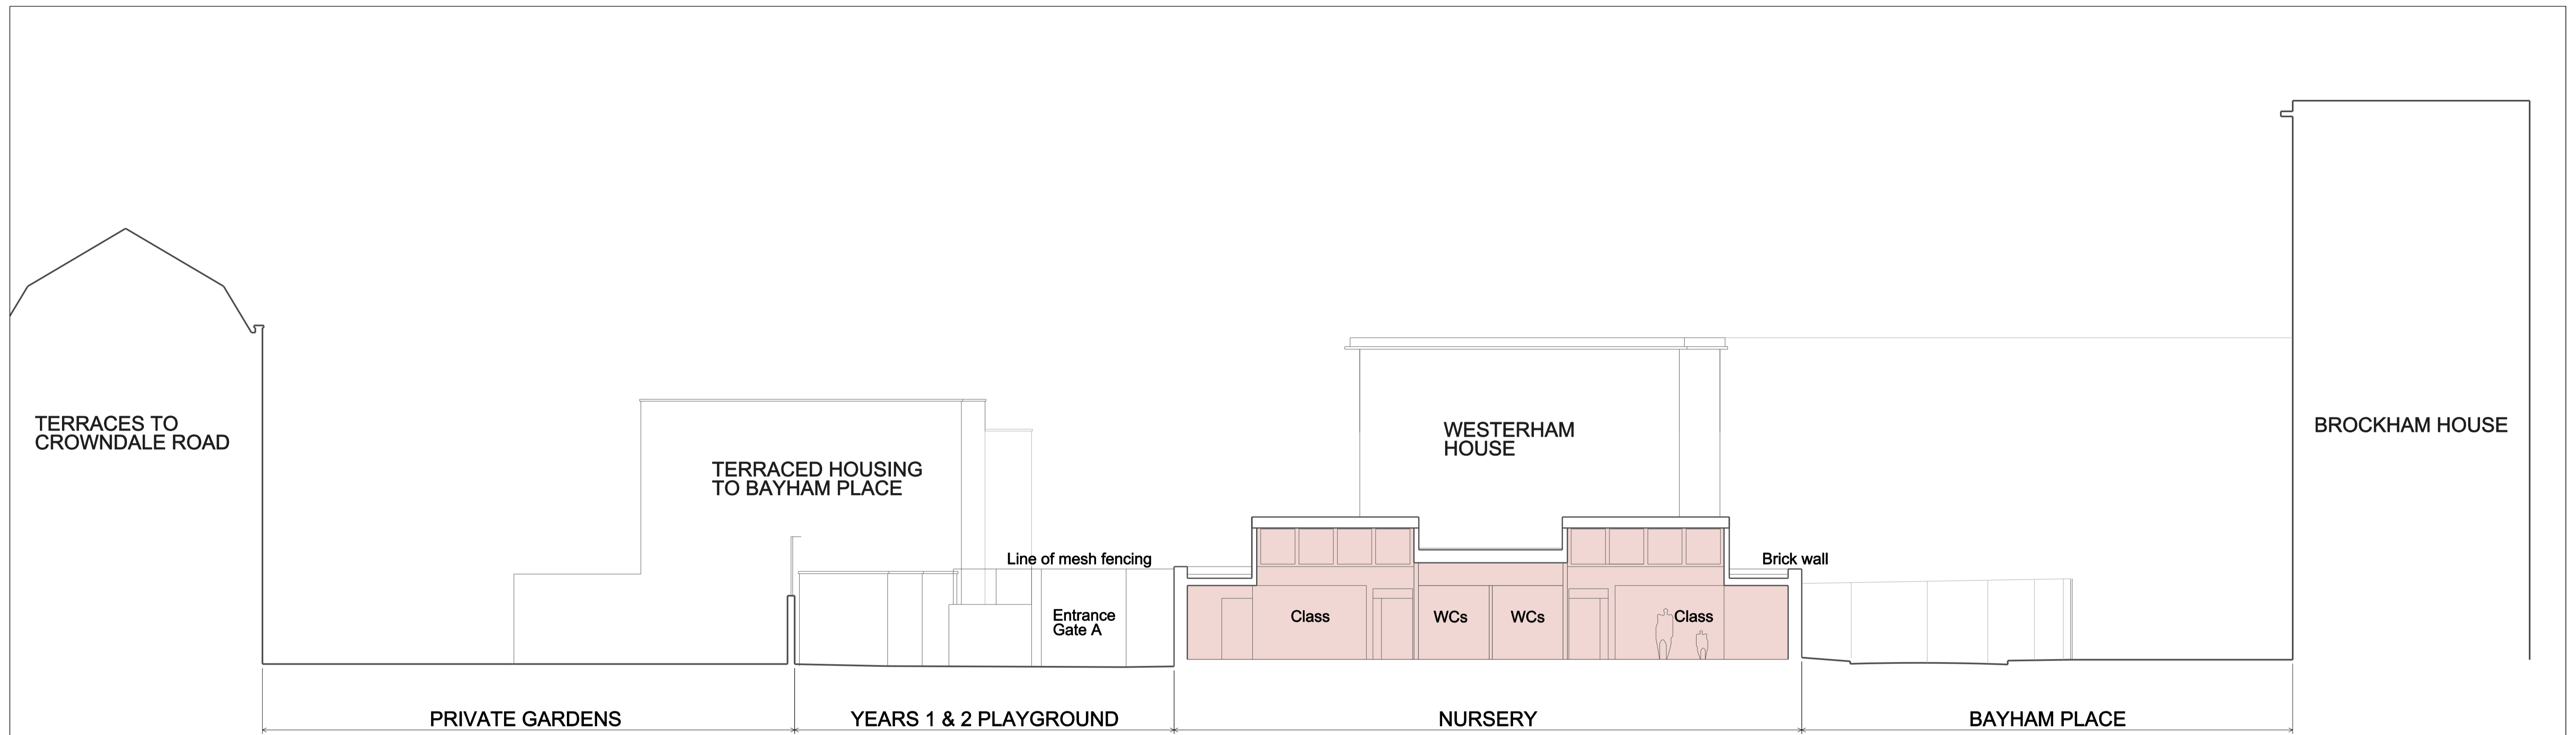 TERRACES TO
CROWNDALE ROAD
TERRACED HOUSING
TO BAYHAM PLACE
WESTERHAM
HOUSE
BROCKHAM HOUSE
Line of mesh fencing
Brick wall
Entrance
Gate A
Class
WCs
WCs
Class
PRIVATE GARDENS
YEARS 1 & 2 PLAYGROUND
NURSERY
BAYHAM PLACE